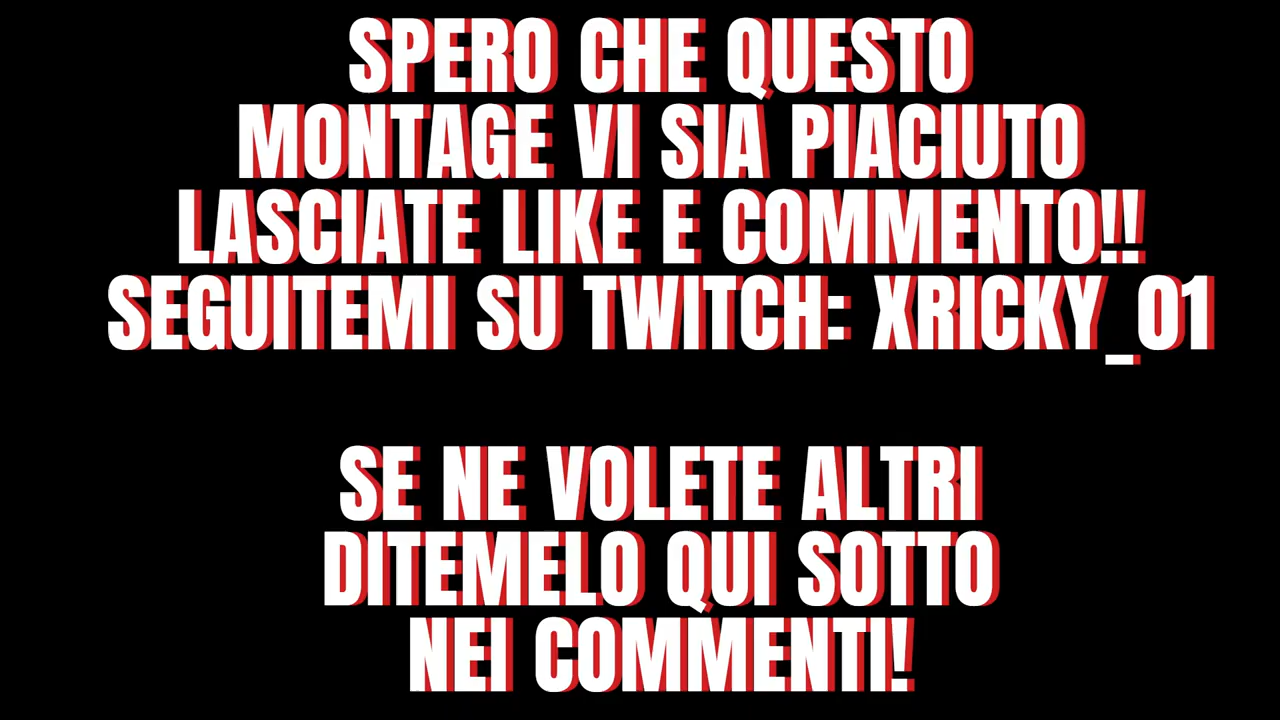 SPERO CHE QUESTO
MONTAGE VI SIA PIACIUTO
LASCIATE LIKE E COMMENTO!!
SEGUITEMI SU TWITCH: XRICKY_01
SE NE VOLETE ALTRI
DITEMELO QUI SOTTO
NEI COMMENTI!